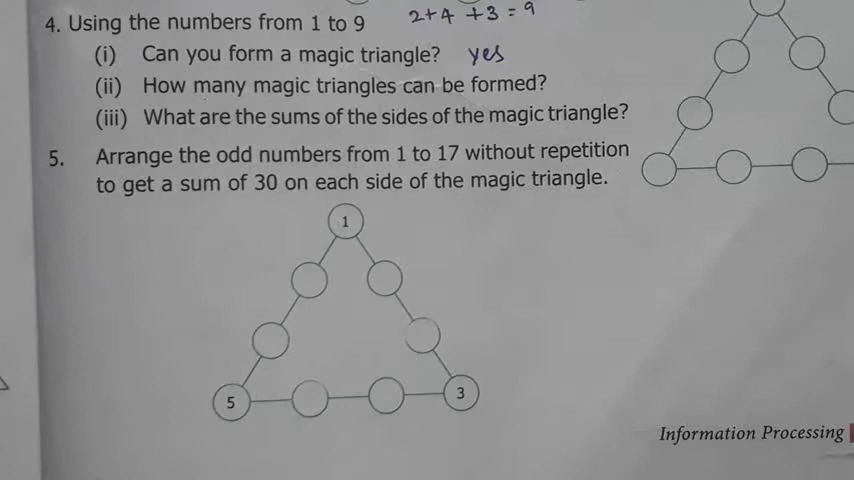 2+4 +3 = 9
4. Using the numbers from 1 to 9
(i) Can you form a magic triangle? yes
(ii) How many magic triangles can be formed?
(iii) What are the sums of the sides of the magic triangle?
5. Arrange the odd numbers from 1 to 17 without repetition
to get a sum of 30 on each side of the magic triangle.
1
5 3
Information Processing